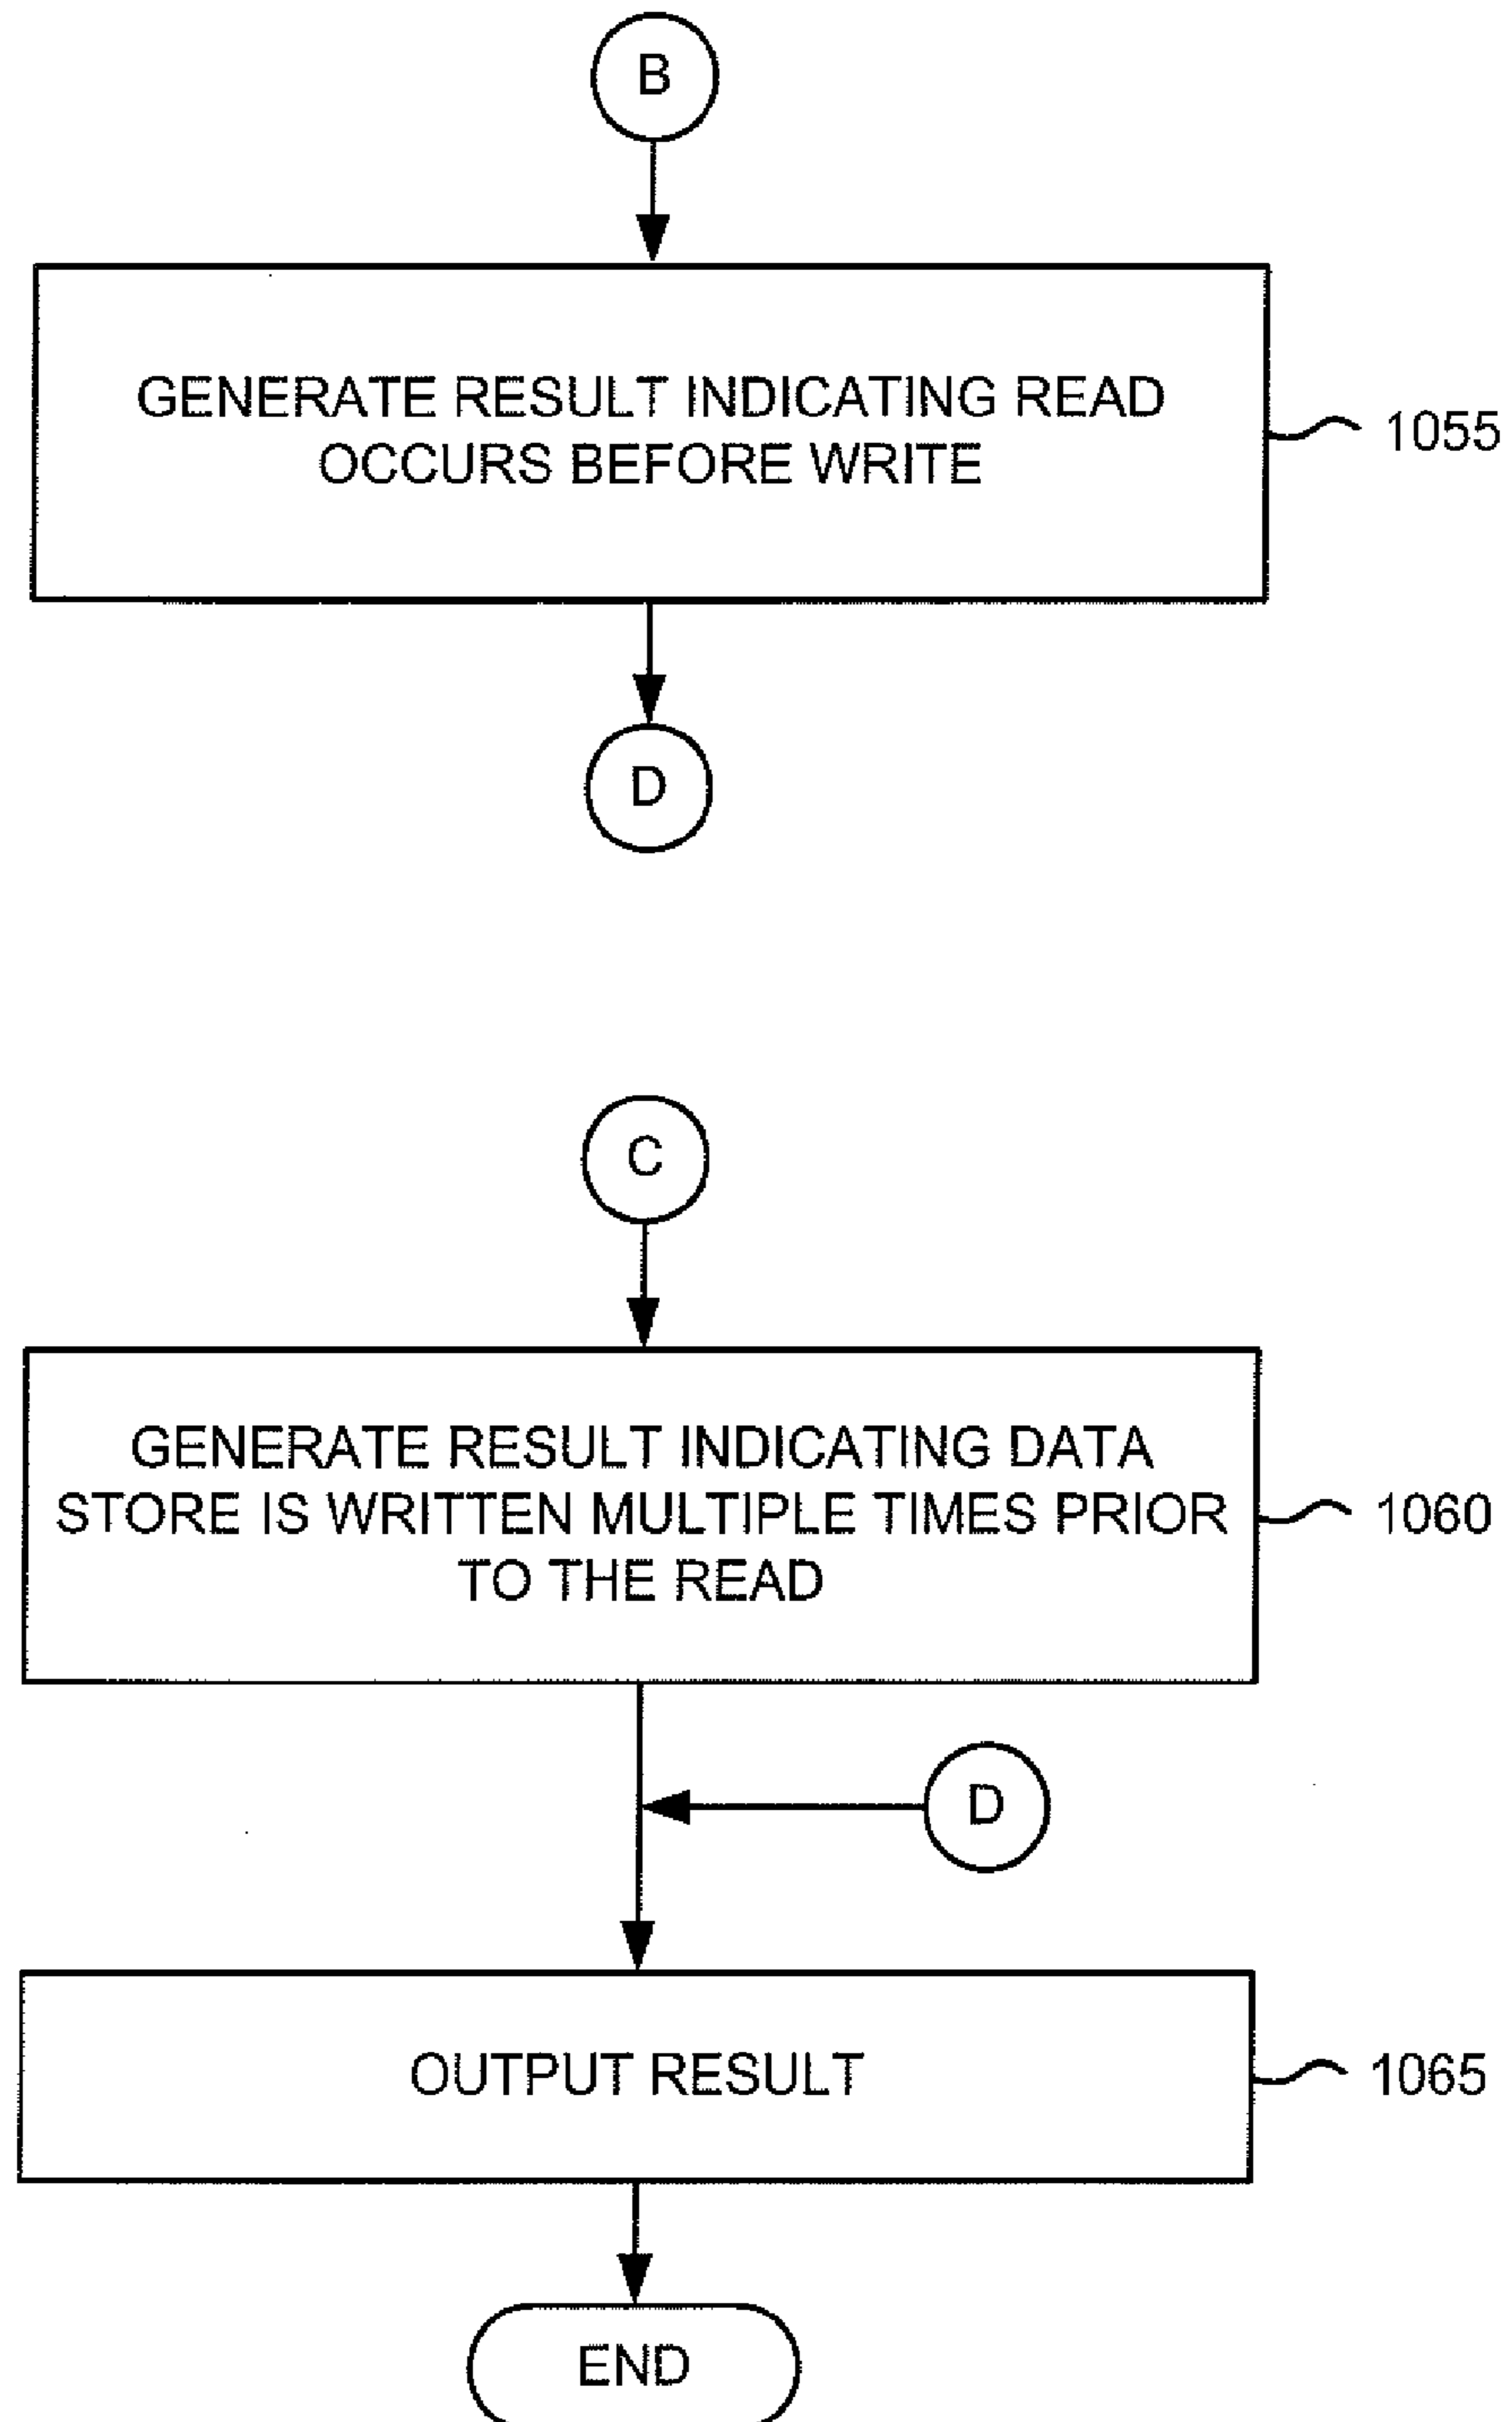 B
GENERATE RESULT INDICATING READ
OCCURS BEFORE WRITE
1055
D
C
GENERATE RESULT INDICATING DATA
STORE IS WRITTEN MULTIPLE TIMES PRIOR
TO THE READ
1060
D
OUTPUT RESULT
1065
END